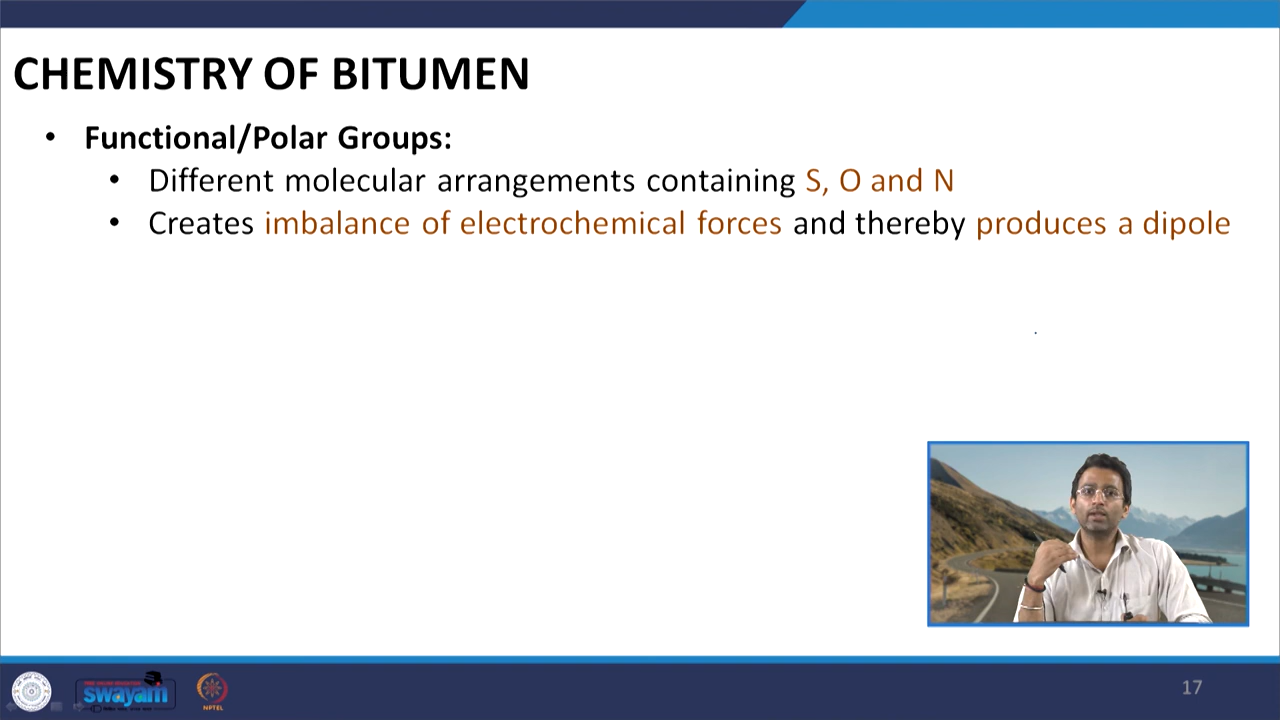 CHEMISTRY OF BITUMEN
• Functional/Polar Groups:
• Different molecular arrangements containing S, O and N
• Creates imbalance of electrochemical forces and thereby produces a dipole
swayam
NPTEL
17